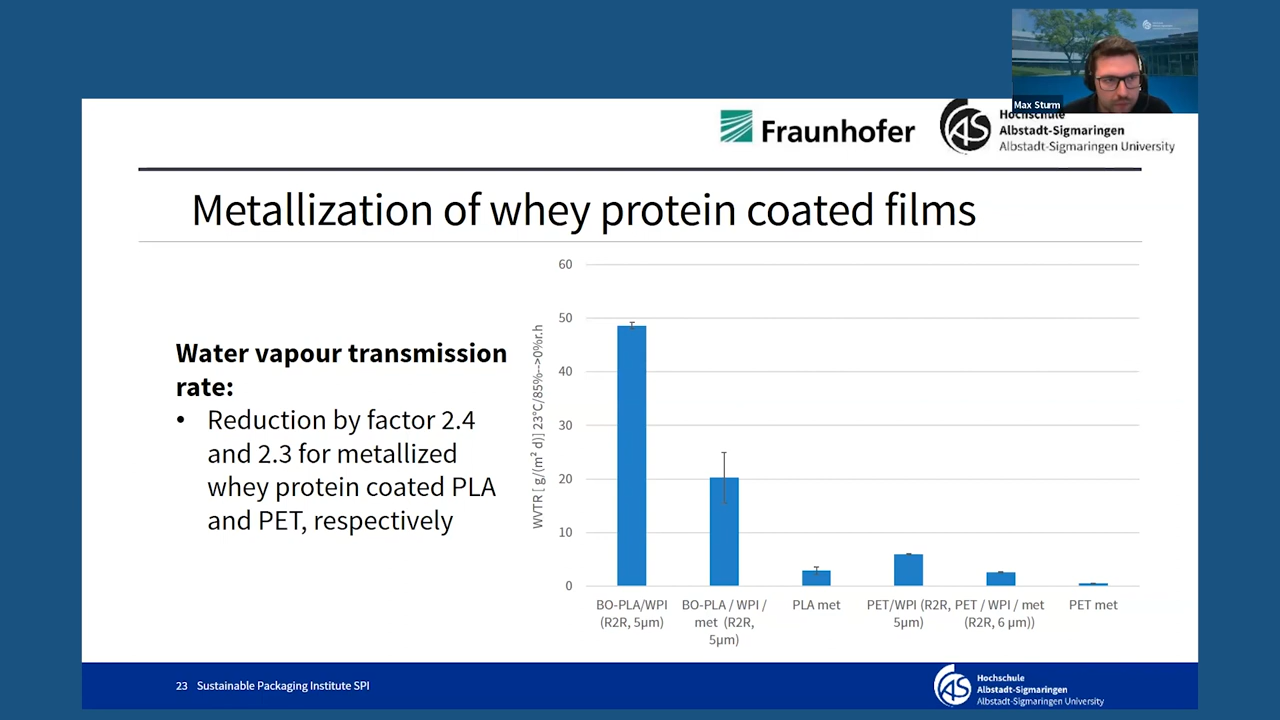 Max Sturm
Fraunhofer
Hochschule
Albstadt-Sigmaringen
Albstadt-Sigmaringen University
Metallization of whey protein coated films
Water vapour transmission
rate:
• Reduction by factor 2.4
and 2.3 for metallized
whey protein coated PLA
and PET, respectively
WVTR [ g/(m² d)] 23°C/85%-->0%r.h
60
50
40
30
20
10
0
BO-PLA/WPI
(R2R, 5µm)
BO-PLA / WPI /
met (R2R,
5µm)
PLA met
PET/WPI (R2R,
5µm)
PET / WPI / met
(R2R, 6 µm))
PET met
23 Sustainable Packaging Institute SPI
Hochschule
Albstadt-Sigmaringen
Albstadt-Sigmaringen University